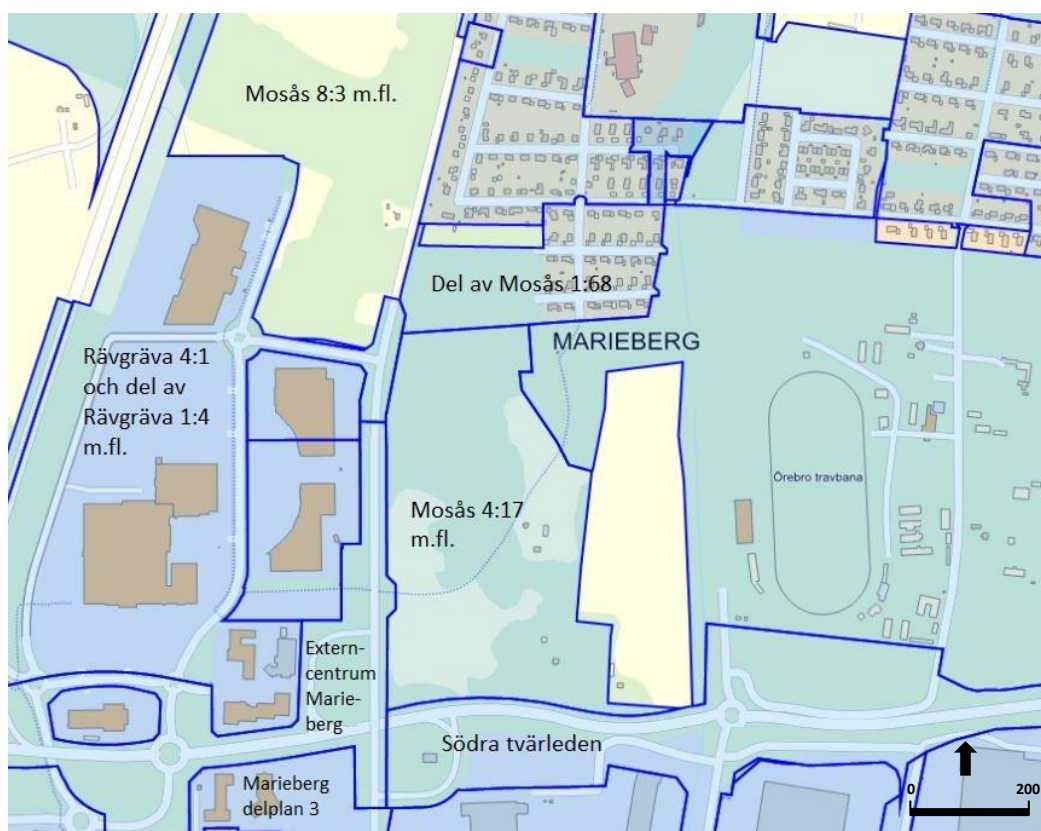 Mosås 8:3 m.fl.
Del av Mosås 1:68
MARIEBERG
Rävgräva 4:1
och del av
Rävgräva 1:4
m.fl.
Örebro travbana
Mosås 4:17
m.fl.
Extern-
centrum
Marie-
berg
Södra tvärleden
Marieberg
delplan 3
0 200